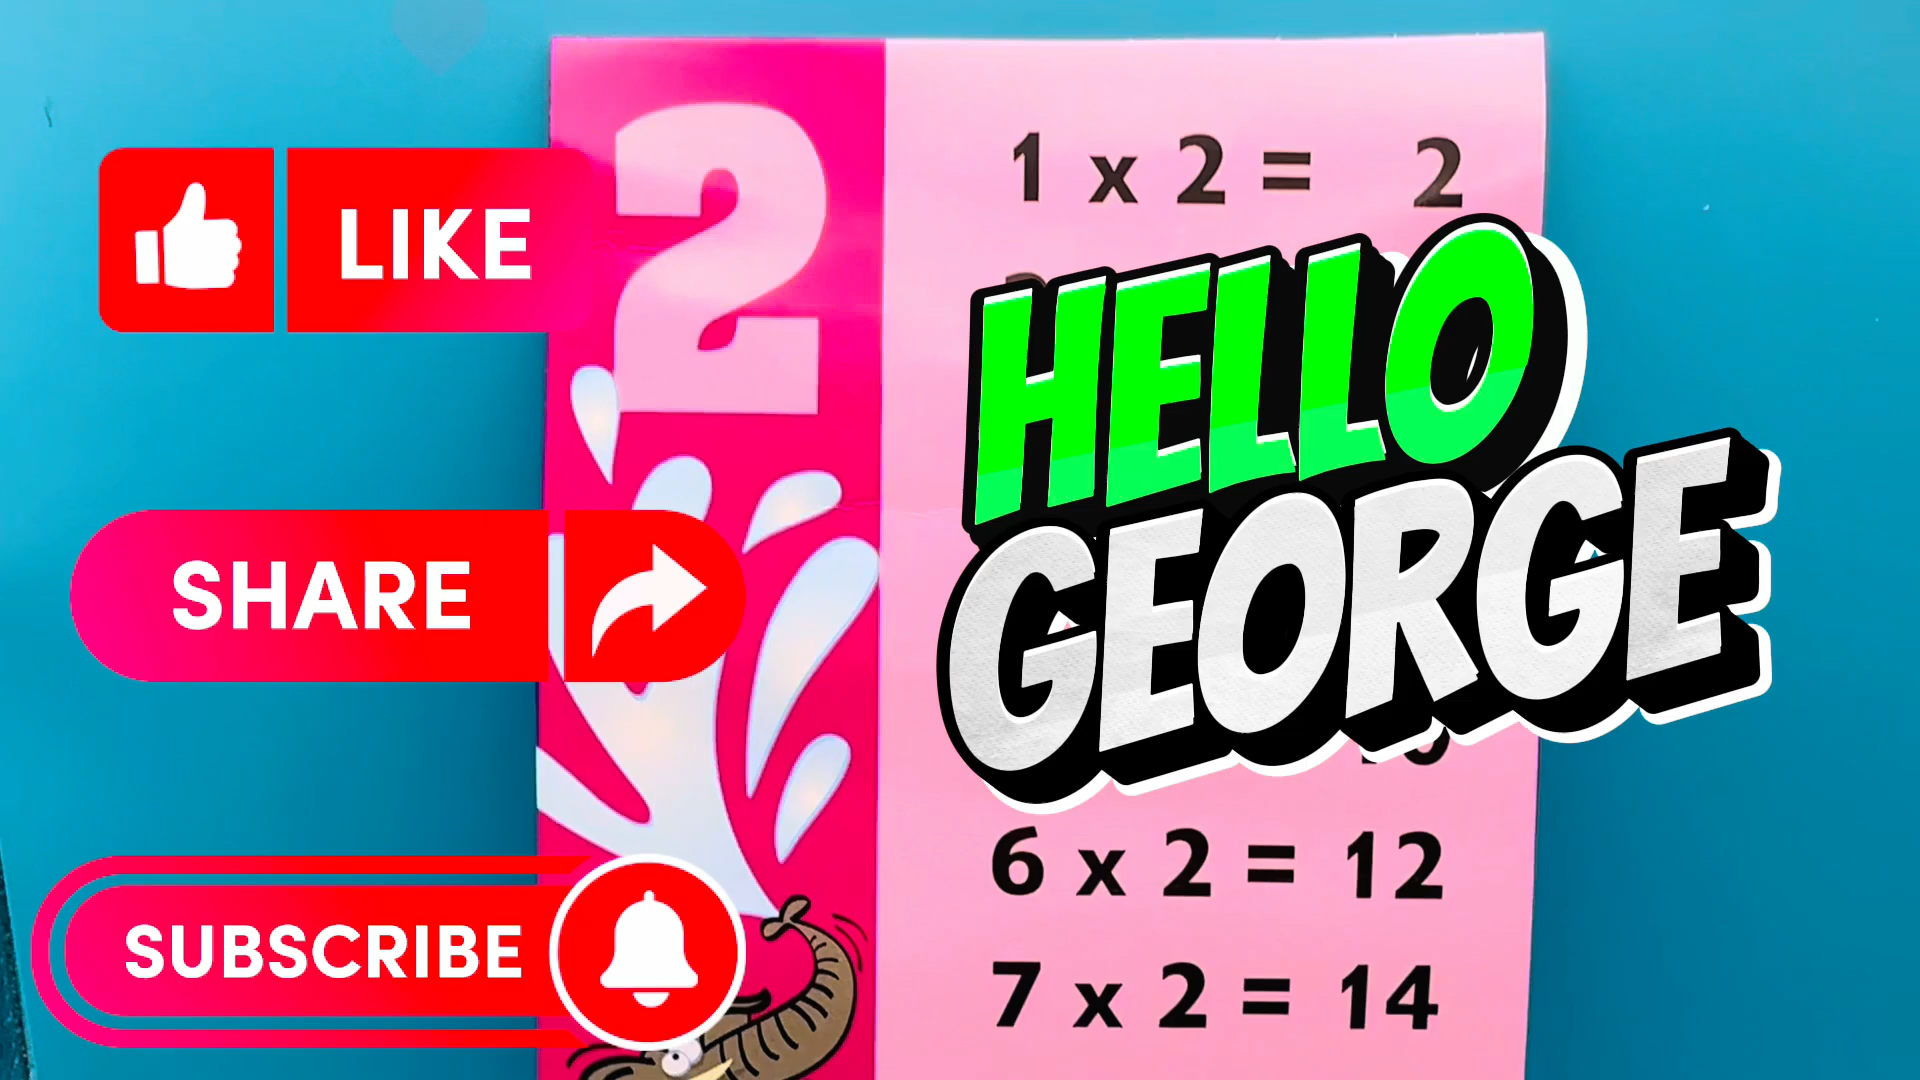 LIKE
SHARE
SUBSCRIBE
2
1 x 2 = 2
HELLO
GEORGE
6 x 2 = 12
7 x 2 = 14